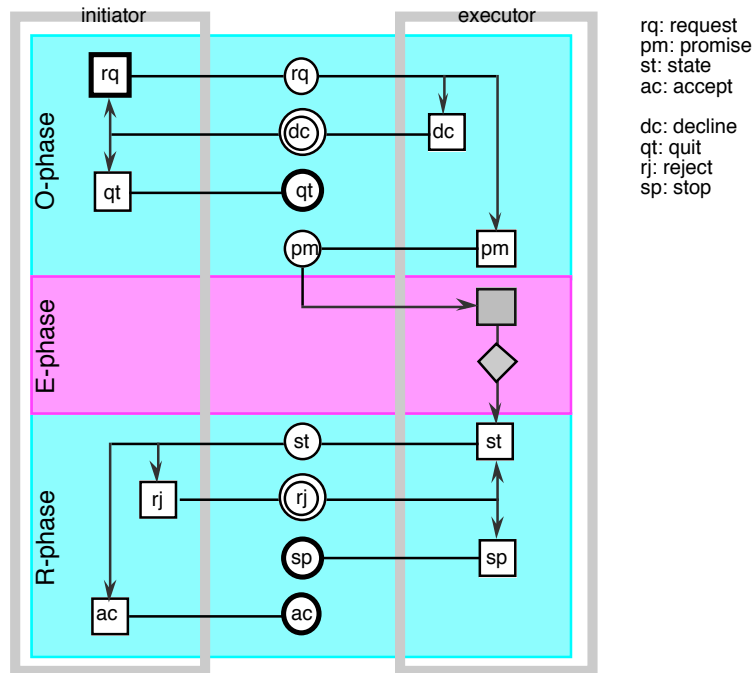 initiator
executor
rq: request
pm: promise
st: state
ac: accept
dc: decline
qt: quit
rj: reject
sp: stop
O-phase
rq
rq
dc
dc
qt
qt
pm
pm
E-phase
R-phase
st
st
rj
rj
sp
sp
ac
ac